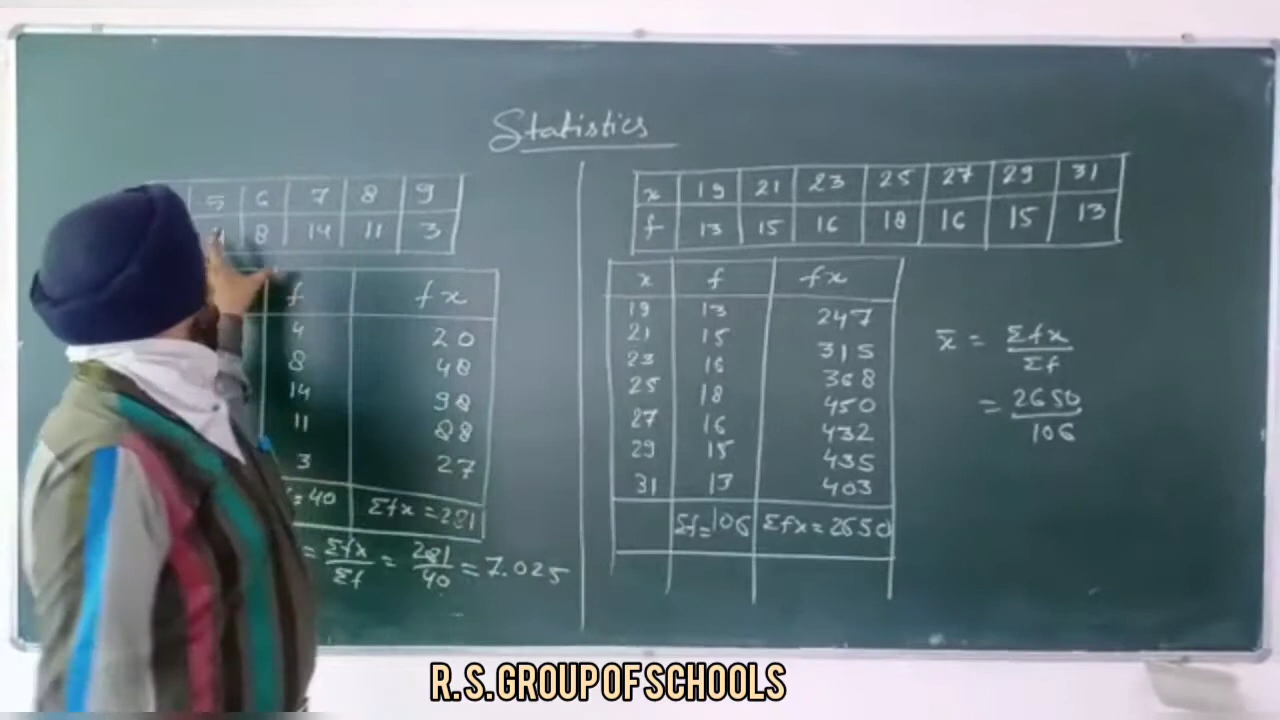 Statistics
5 6 7 8 9
4 8 14 11 3
f fx
4 20
8 48
14 98
11 88
3 27
= 40 Σfx = 281
= Σfx / Σf = 281 / 40 = 7.025
x 19 21 23 25 27 29 31
f 13 15 16 18 16 15 13
x f fx
19 13 247
21 15 315
23 16 368
25 18 450
27 16 432
29 15 435
31 13 403
Σf = 106 Σfx = 2650
x̄ = Σfx / Σf
= 2650 / 106
R.S. GROUP OF SCHOOLS